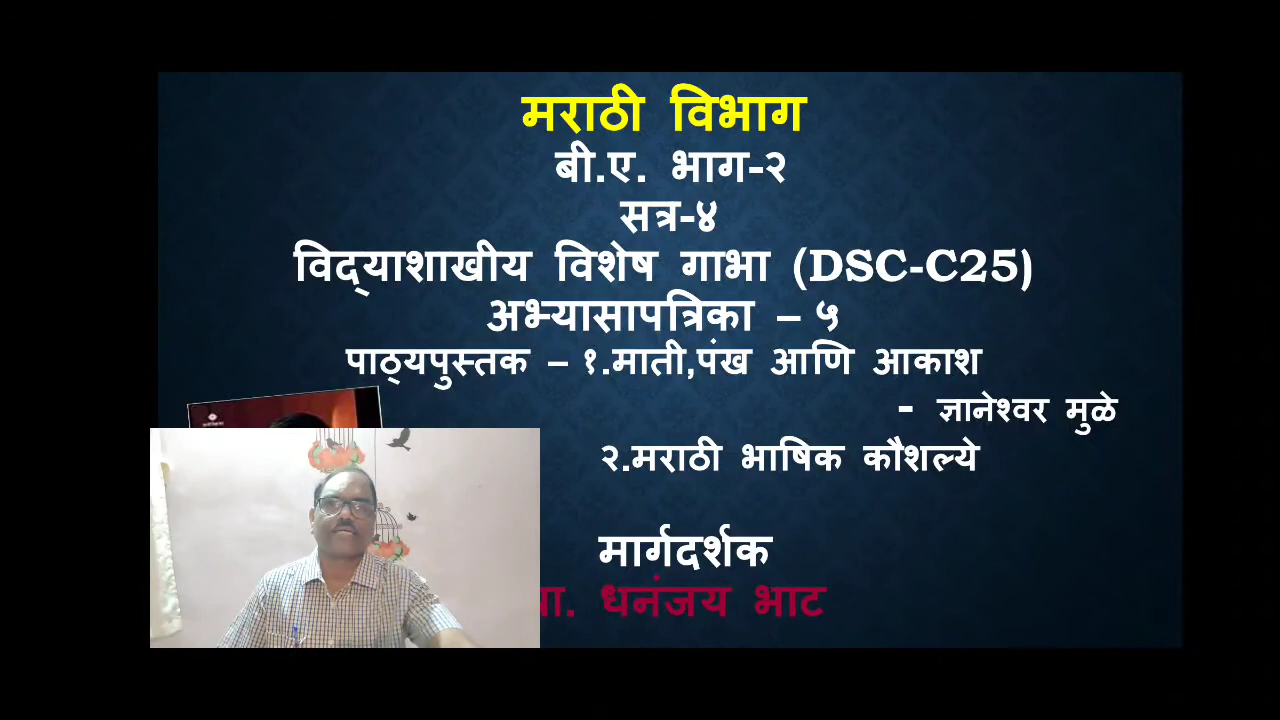 मराठी विभाग
बी.ए. भाग-२
सत्र-४
विद्‌याशाखीय विशेष गाभा (DSC-C25)
अभ्यासापत्रिका – ५
पाठ्यपुस्तक – १.माती,पंख आणि आकाश
- ज्ञानेश्वर मुळे
२.मराठी भाषिक कौशल्ये
मार्गदर्शक
धनंजय भाट